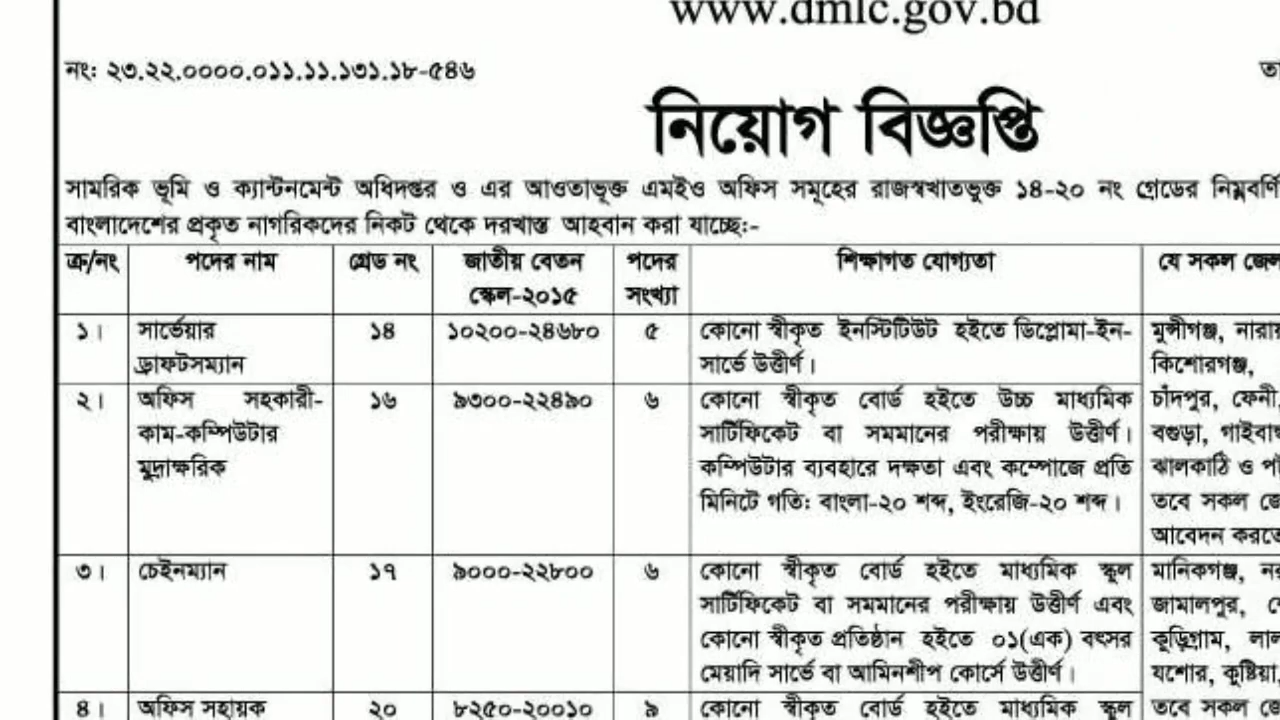 www.dmlc.gov.bd
নং: ২৩.২২.০০০০.০১১.১১.১৩১.১৮-৫৪৬
নিয়োগ বিজ্ঞপ্তি
সামরিক ভূমি ও ক্যান্টনমেন্ট অধিদপ্তর ও এর আওতাভূক্ত এমইও অফিস সমূহের রাজস্বখাতভুক্ত ১৪-২০ নং গ্রেডের
বাংলাদেশের প্রকৃত নাগরিকদের নিকট থেকে দরখাস্ত আহবান করা যাচ্ছে:-
ক্র/নং পদের নাম গ্রেড নং জাতীয় বেতন স্কেল-২০১৫ পদের সংখ্যা শিক্ষাগত যোগ্যতা যে সকল
১। সার্ভেয়ার ড্রাফটসম্যান ১৪ ১০২০০-২৪৬৮০ ৫ কোনো স্বীকৃত ইনস্টিটিউট হইতে ডিপ্লোমা-ইন-
সার্ভে উত্তীর্ণ।
মুন্সীগঞ্জ,
কিশোরগঞ্জ,
২। অফিস সহকারী-
কাম-কম্পিউটার
মুদ্রাক্ষরিক
১৬ ৯৩০০-২২৪৯০ ৬ কোনো স্বীকৃত বোর্ড হইতে উচ্চ মাধ্যমিক
সার্টিফিকেট বা সমমানের পরীক্ষায় উত্তীর্ণ।
কম্পিউটার ব্যবহারে দক্ষতা এবং কম্পোজে প্রতি
মিনিটে গতি: বাংলা-২০ শব্দ, ইংরেজি-২০ শব্দ।
চাঁদপুর, ফেনী,
বগুড়া,
ঝালকাঠি ও
তবে সকল
আবেদন
৩। চেইনম্যান ১৭ ৯০০০-২২৮০০ ৬ কোনো স্বীকৃত বোর্ড হইতে মাধ্যমিক স্কুল
সার্টিফিকেট বা সমমানের পরীক্ষায় উত্তীর্ণ এবং
কোনো স্বীকৃত প্রতিষ্ঠান হইতে ০১(এক) বৎসর
মেয়াদি সার্ভে বা আমিনশীপ কোর্সে উত্তীর্ণ।
মানিকগঞ্জ,
জামালপুর,
কুড়িগ্রাম,
যশোর, কুষ্টিয়া,
৪। অফিস সহায়ক ২০ ৮২৫০-২০০১০ ৯ কোনো স্বীকৃত বোর্ড হইতে মাধ্যমিক স্কুল
তবে সকল